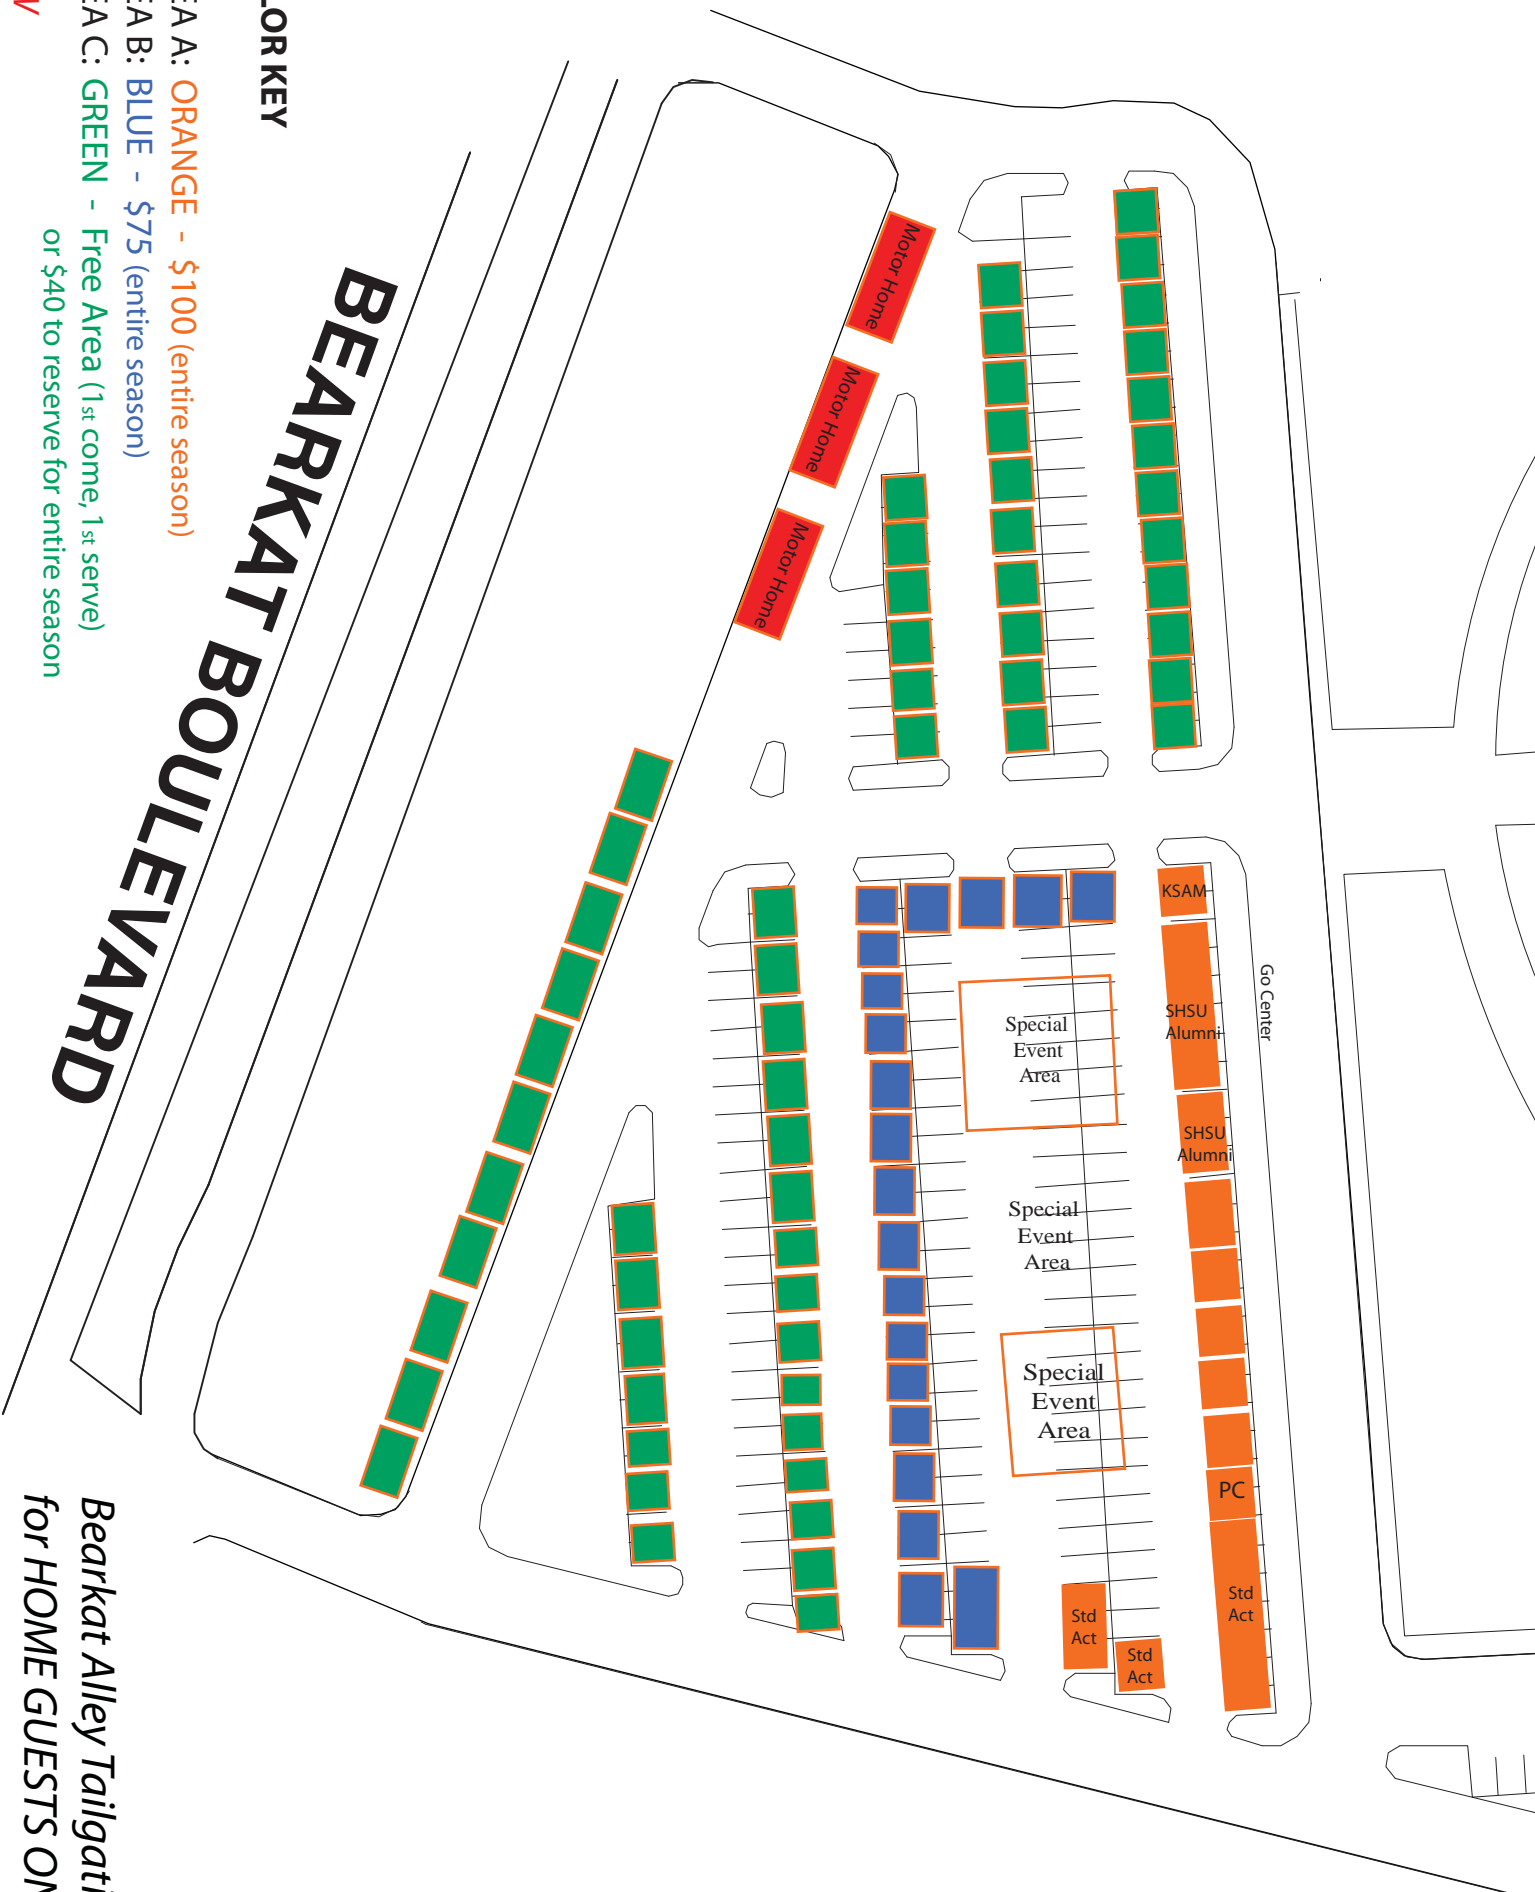 LOR KEY
EA A: ORANGE - $100 (entire season)
EA B: BLUE - $75 (entire season)
EA C: GREEN - Free Area (1st come, 1st serve)
or $40 to reserve for entire season
W
BEARKAT BOULEVARD
Bearkat Alley Tailgati
for HOME GUESTS ON
Motor Home
Motor Home
Motor Home
KSAM
SHSU
Alumni
Go Center
SHSU
Alumni
Special
Event
Area
Special
Event
Area
Special
Event
Area
PC
Std
Act
Std
Act
Std
Act